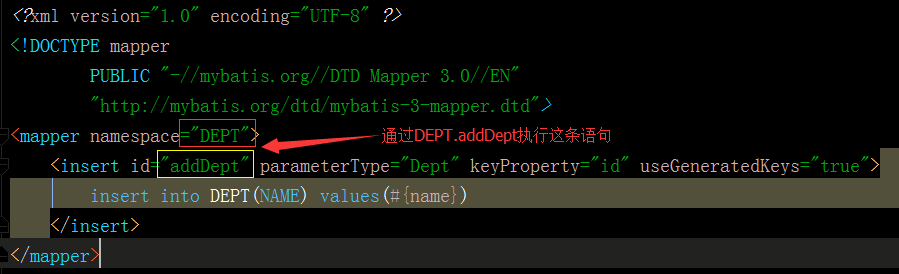 <?xml version="1.0" encoding="UTF-8" ?>
<!DOCTYPE mapper
PUBLIC "-//mybatis.org//DTD Mapper 3.0//EN"
"http://mybatis.org/dtd/mybatis-3-mapper.dtd">
<mapper namespace="DEPT">
通过DEPT.addDept执行这条语句
<insert id="addDept" parameterType="Dept" keyProperty="id" useGeneratedKeys="true">
insert into DEPT(NAME) values(#{name})
</insert>
</mapper>